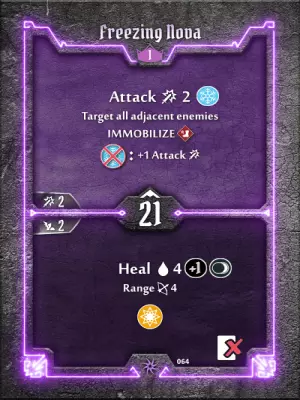 Freezing Nova
1
Attack 2
Target all adjacent enemies
IMMOBILIZE
: +1 Attack
2
21
2
Heal 4 +1
Range 4
064